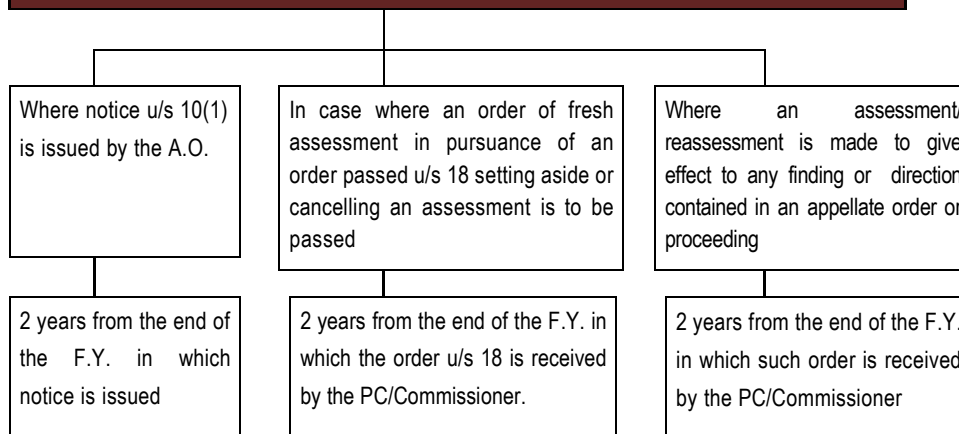 Where notice u/s 10(1)
is issued by the A.O.
In case where an order of fresh
assessment in pursuance of an
order passed u/s 18 setting aside or
cancelling an assessment is to be
passed
Where an assessment/
reassessment is made to give
effect to any finding or direction
contained in an appellate order or
proceeding
2 years from the end of
the F.Y. in which
notice is issued
2 years from the end of the F.Y. in
which the order u/s 18 is received
by the PC/Commissioner.
2 years from the end of the F.Y.
in which such order is received
by the PC/Commissioner